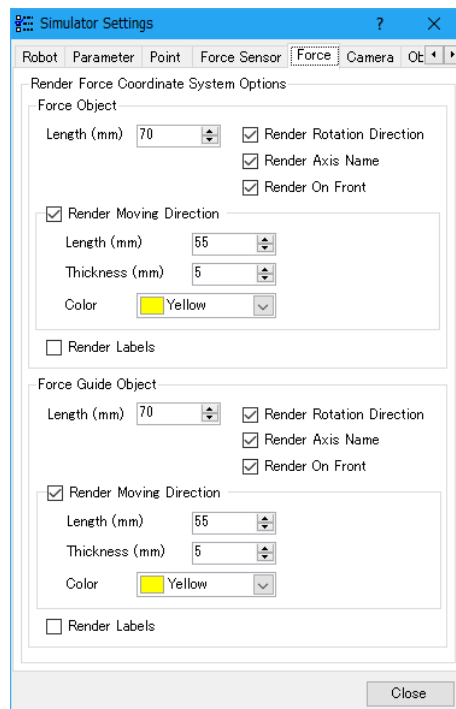 Simulator Settings ? ×
Robot Parameter Point Force Sensor Force Camera
Render Force Coordinate System Options
Force Object
Length (mm) 70 Render Rotation Direction
Render Axis Name
Render On Front
Render Moving Direction
Length (mm) 55
Thickness (mm) 5
Color Yellow
Render Labels
Force Guide Object
Length (mm) 70 Render Rotation Direction
Render Axis Name
Render On Front
Render Moving Direction
Length (mm) 55
Thickness (mm) 5
Color Yellow
Render Labels
Close